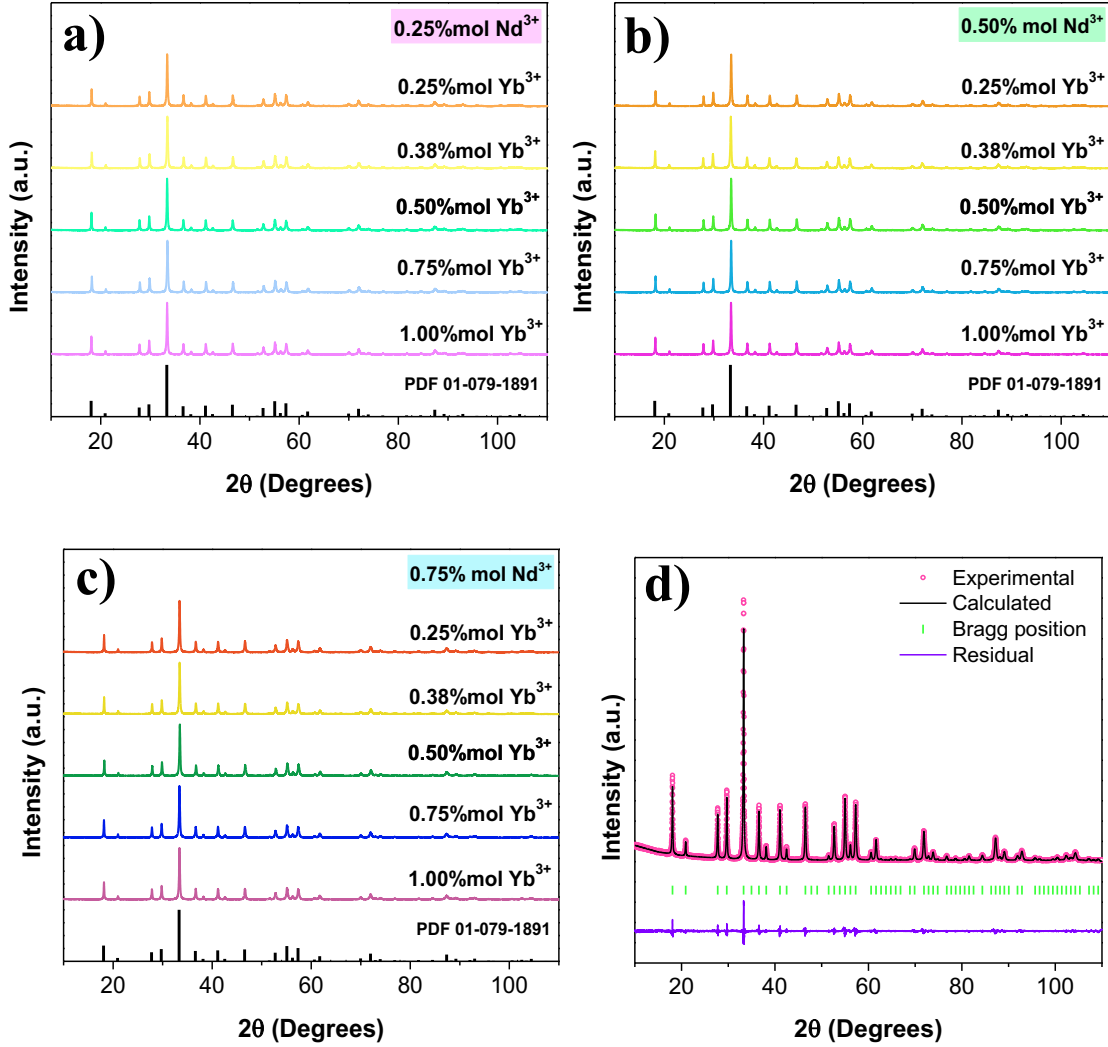 a)
0.25%mol Nd³⁺
0.25%mol Yb³⁺
0.38%mol Yb³⁺
0.50%mol Yb³⁺
0.75%mol Yb³⁺
1.00%mol Yb³⁺
PDF 01-079-1891
Intensity (a.u.)
20 40 60 80 100
2θ (Degrees)
b)
0.50% mol Nd³⁺
0.25%mol Yb³⁺
0.38%mol Yb³⁺
0.50%mol Yb³⁺
0.75%mol Yb³⁺
1.00%mol Yb³⁺
PDF 01-079-1891
Intensity (a.u.)
20 40 60 80 100
2θ (Degrees)
c)
0.75% mol Nd³⁺
0.25%mol Yb³⁺
0.38%mol Yb³⁺
0.50%mol Yb³⁺
0.75%mol Yb³⁺
1.00%mol Yb³⁺
PDF 01-079-1891
Intensity (a.u.)
20 40 60 80 100
2θ (Degrees)
d)
Experimental
Calculated
Bragg position
Residual
Intensity (a.u.)
20 40 60 80 100
2θ (Degrees)